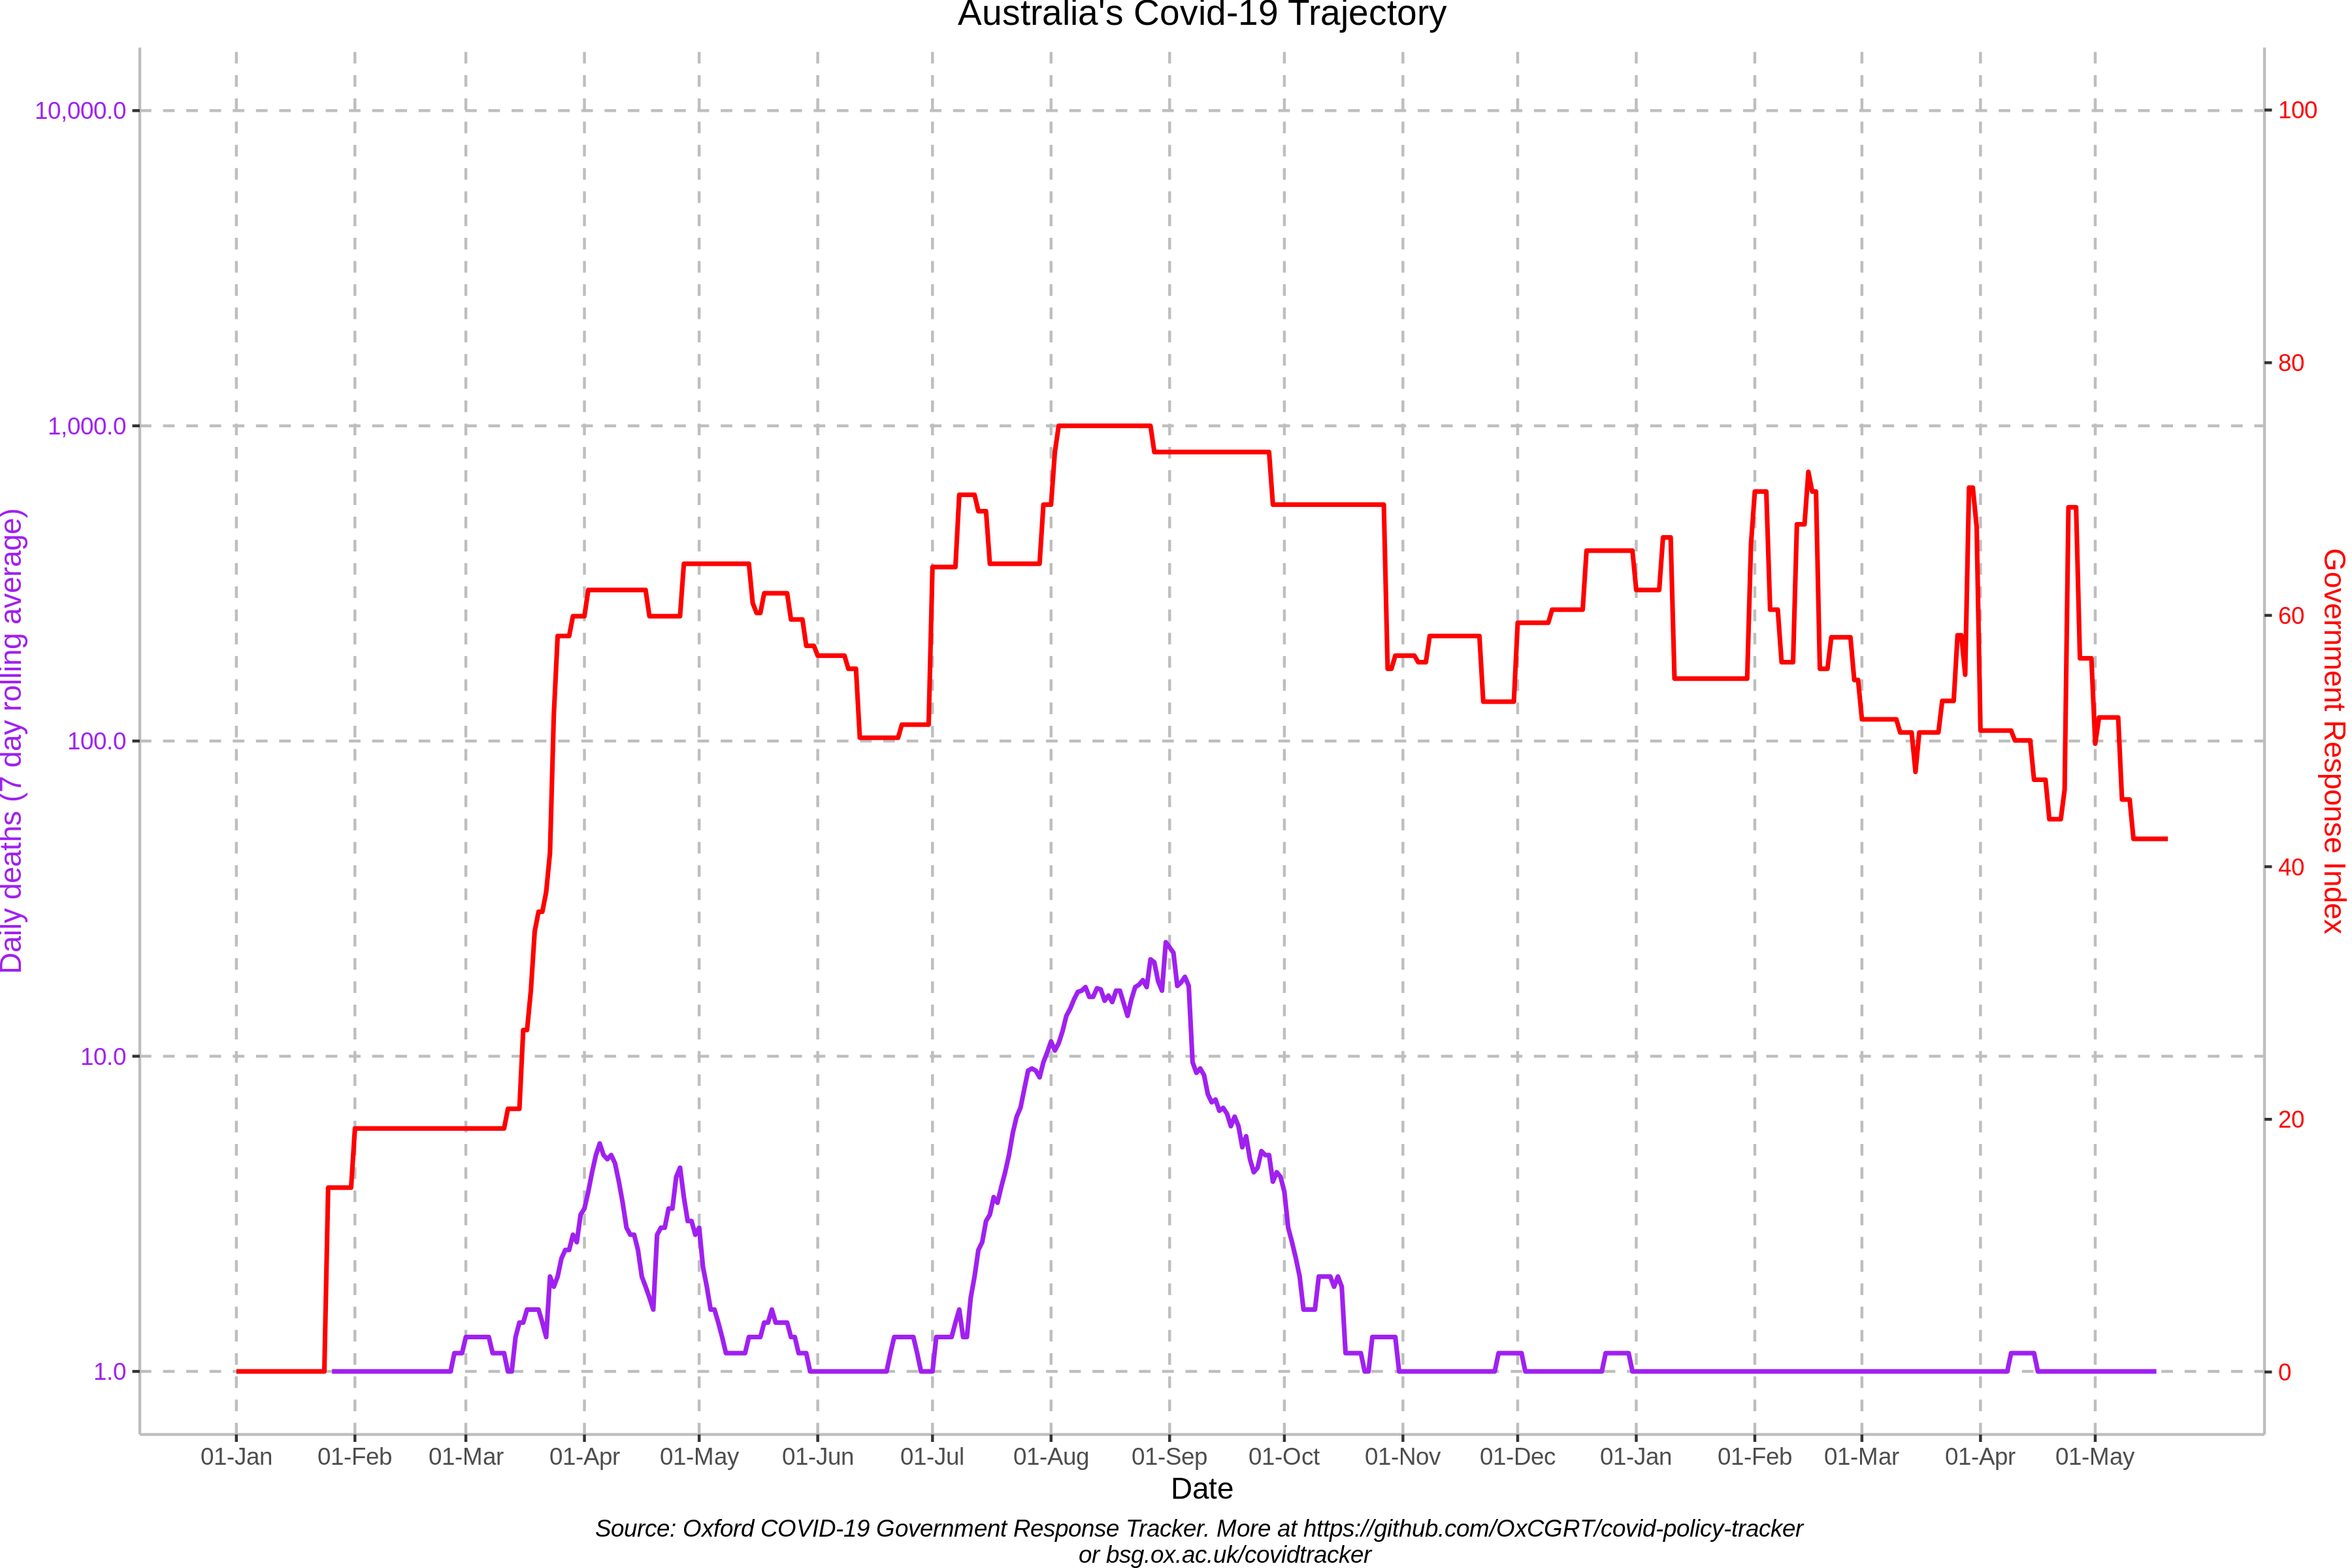 Australia's Covid-19 Trajectory
10,000.0
1,000.0
100.0
10.0
1.0
Daily deaths (7 day rolling average)
100
80
60
40
20
0
Government Response Index
01-Jan 01-Feb 01-Mar 01-Apr 01-May 01-Jun 01-Jul 01-Aug 01-Sep 01-Oct 01-Nov 01-Dec 01-Jan 01-Feb 01-Mar 01-Apr 01-May
Date
Source: Oxford COVID-19 Government Response Tracker. More at https://github.com/OxCGRT/covid-policy-tracker
or bsg.ox.ac.uk/covidtracker